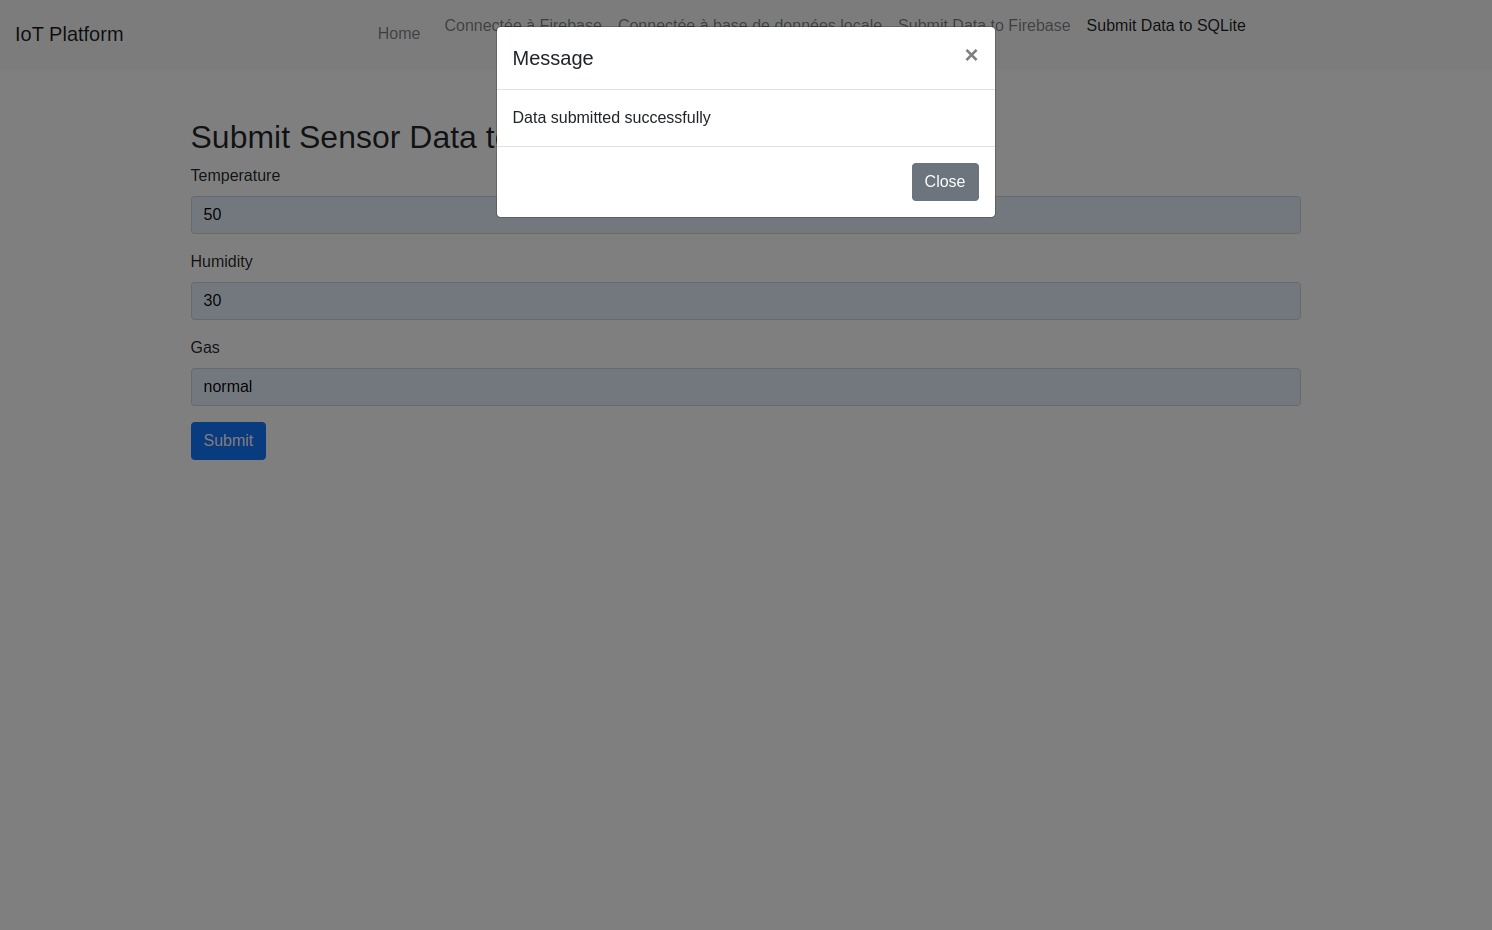 IoT Platform
Home
Connectée à Firebase
Connectée à base de données locale
Submit Data to Firebase
Submit Data to SQLite
Message
×
Data submitted successfully
Close
Submit Sensor Data
Temperature
50
Humidity
30
Gas
normal
Submit